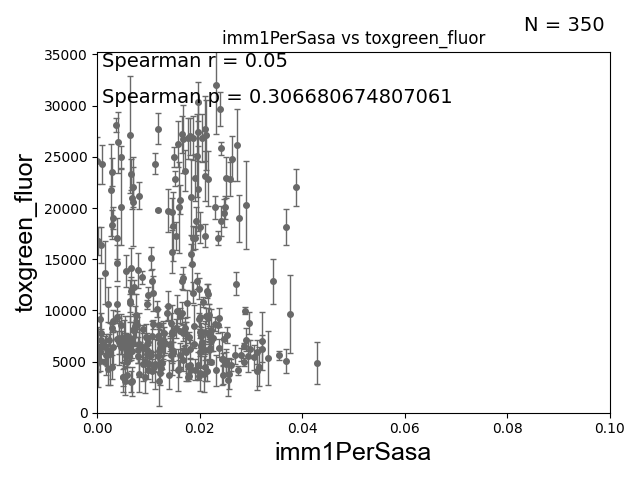 N = 350
imm1PerSasa vs toxgreen_fluor
Spearman r = 0.05
Spearman p = 0.306680674807061
35000
30000
25000
20000
15000
10000
5000
0
toxgreen_fluor
0.00 0.02 0.04 0.06 0.08 0.10
imm1PerSasa